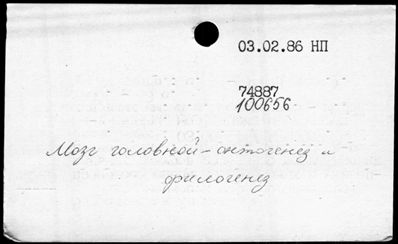 03.02.86 НП
74887
100656
Мозг головной - онтогенез и
филогенез